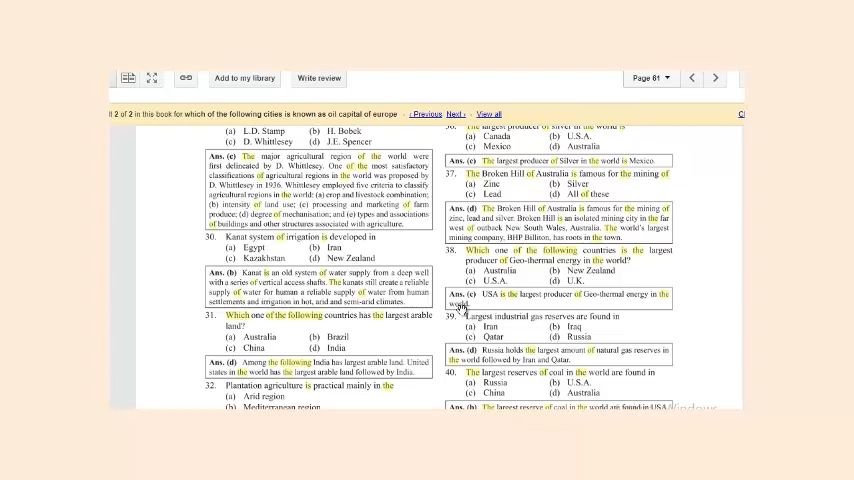 Add to my library
Write review
Page 61
2 of 2 in this book for which of the following cities is known as oil capital of europe - ‹ Previous Next › - View all
(a) L.D. Stamp (b) H. Bobek
(c) D. Whittlesey (d) J.E. Spencer
Ans. (c) The major agricultural region of the world were
first delineated by D. Whittlesey. One of the most satisfactory
classifications of agricultural regions in the world was proposed by
D. Whittlesey in 1936. Whittlesey employed five criteria to classify
agricultural regions in the world: (a) crop and livestock combination;
(b) intensity of land use; (c) processing and marketing of farm
produce; (d) degree of mechanisation; and (e) types and associations
of buildings and other structures associated with agriculture.
30. Kanat system of irrigation is developed in
(a) Egypt (b) Iran
(c) Kazakhstan (d) New Zealand
Ans. (b) Kanat is an old system of water supply from a deep well
with a series of vertical access shafts. The kanats still create a reliable
supply of water for human a reliable supply of water from human
settlements and irrigation in hot, arid and semi-arid climates.
31. Which one of the following countries has the largest arable
land?
(a) Australia (b) Brazil
(c) China (d) India
Ans. (d) Among the following India has largest arable land. United
states in the world has the largest arable land followed by India.
32. Plantation agriculture is practical mainly in the
(a) Arid region
(b) Mediterranean region
36. The largest producer of silver in the world is
(a) Canada (b) U.S.A.
(c) Mexico (d) Australia
Ans. (c) The largest producer of Silver in the world is Mexico.
37. The Broken Hill of Australia is famous for the mining of
(a) Zinc (b) Silver
(c) Lead (d) All of these
Ans. (d) The Broken Hill of Australia is famous for the mining of
zinc, lead and silver. Broken Hill is an isolated mining city in the far
west of outback New South Wales, Australia. The world's largest
mining company, BHP Billiton, has roots in the town.
38. Which one of the following countries is the largest
producer of Geo-thermal energy in the world?
(a) Australia (b) New Zealand
(c) U.S.A. (d) U.K.
Ans. (c) USA is the largest producer of Geo-thermal energy in the
world.
39. Largest industrial gas reserves are found in
(a) Iran (b) Iraq
(c) Qatar (d) Russia
Ans. (d) Russia holds the largest amount of natural gas reserves in
the world followed by Iran and Qatar.
40. The largest reserves of coal in the world are found in
(a) Russia (b) U.S.A.
(c) China (d) Australia
Ans. (b) The largest reserve of coal in the world are found in USA